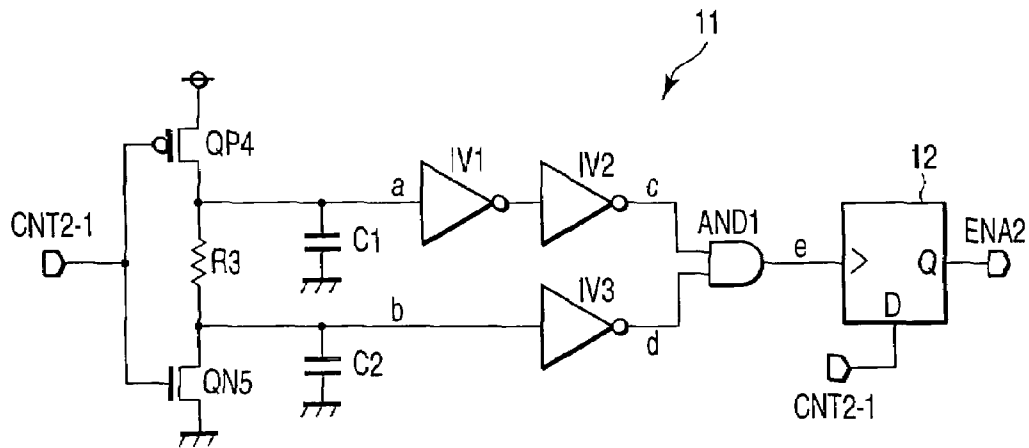 11
QP4
IV1
IV2
12
a
c
AND1
CNT2-1
C1
ENA2
R3
e
Q
IV3
D
b
d
C2
QN5
CNT2-1